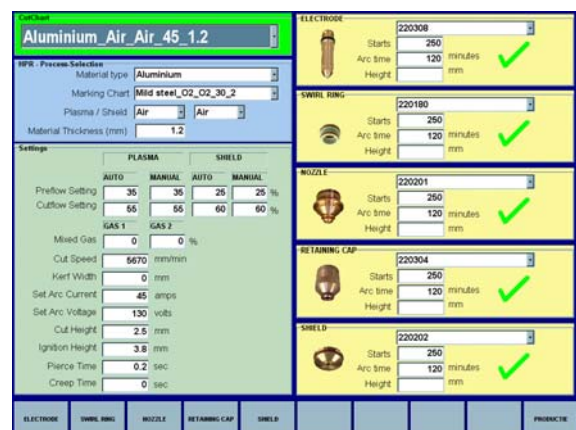 CutChart
Aluminium_Air_Air_45_1.2
HPR - Process Selection
Material type Aluminium
Marking Chart Mild steel_O2_O2_30_2
Plasma / Shield Air Air
Material Thickness (mm) 1.2
Settings
PLASMA SHIELD
AUTO MANUAL AUTO MANUAL
Preflow Setting 35 35 25 25 %
Cutflow Setting 55 55 60 60 %
GAS 1 GAS 2
Mixed Gas 0 0 %
Cut Speed 5670 mm/min
Kerf Width 0 mm
Set Arc Current 45 amps
Set Arc Voltage 130 volts
Cut Height 2.5 mm
Ignition Height 3.8 mm
Pierce Time 0.2 sec
Creep Time 0 sec
ELECTRODE
220308
Starts 250
Arc time 120 minutes
Height mm
SWIRL RING
220180
Starts 250
Arc time 120 minutes
Height mm
NOZZLE
220201
Starts 250
Arc time 120 minutes
Height mm
RETAINING CAP
220304
Starts 250
Arc time 120 minutes
Height mm
SHIELD
220202
Starts 250
Arc time 120 minutes
Height mm
ELECTRODE SWIRL RING NOZZLE RETAINING CAP SHIELD PRODUCTIE